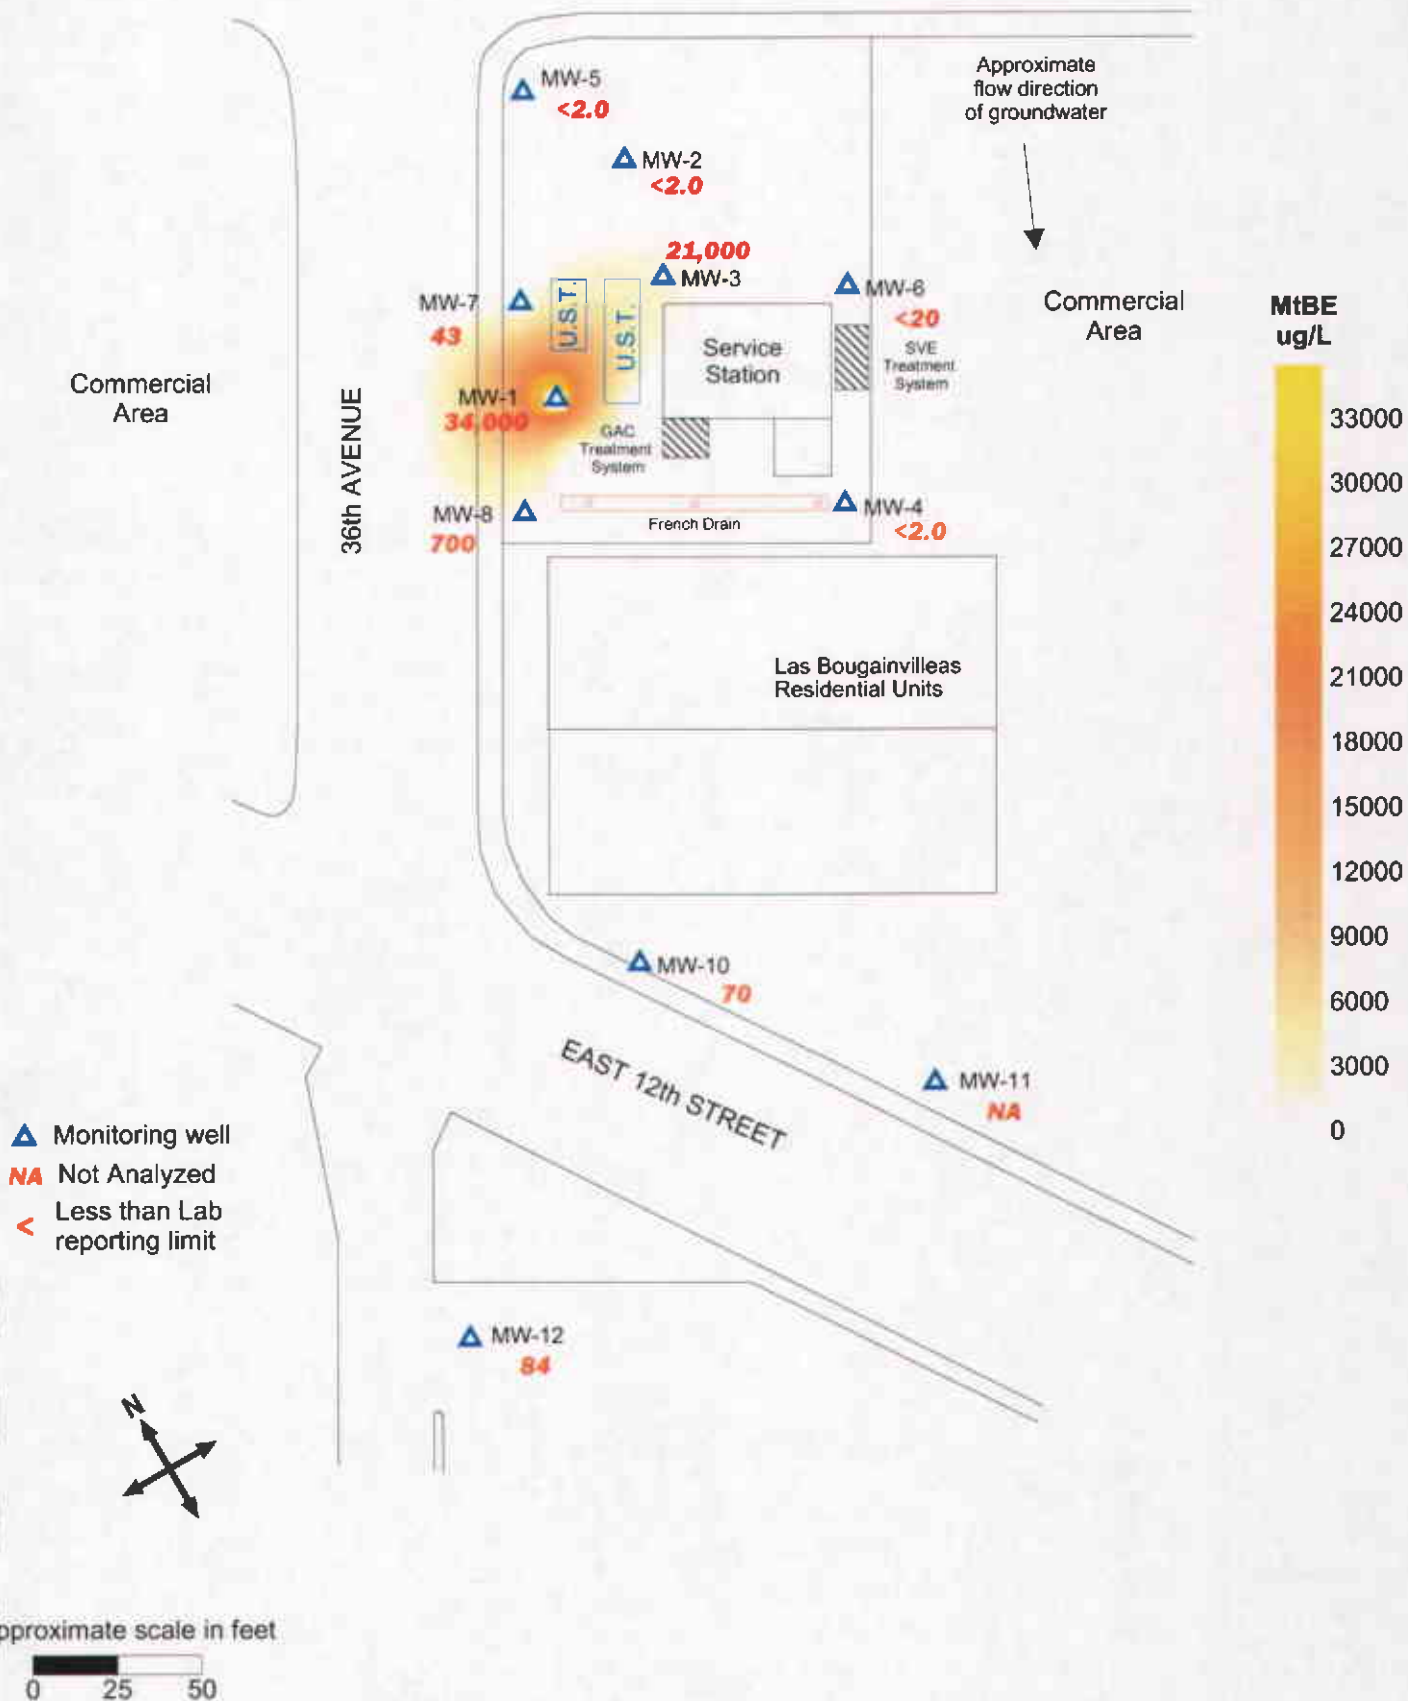 MW-5
<2.0
Approximate
flow direction
of groundwater
MW-2
<2.0
21,000
MW-3
U.S.T.
U.S.T.
MW-7
43
MW-6
<20
SVE
Treatment
System
Service
Station
Commercial
Area
MtBE
ug/L
Commercial
Area
36th AVENUE
MW-1
34,000
GAC
Treatment
System
MW-8
700
French Drain
MW-4
<2.0
33000
30000
27000
24000
21000
18000
15000
12000
9000
6000
3000
0
Las Bougainvilleas
Residential Units
MW-10
70
EAST 12th STREET
MW-11
NA
Monitoring well
NA Not Analyzed
< Less than Lab
reporting limit
MW-12
84
N
pproximate scale in feet
0 25 50